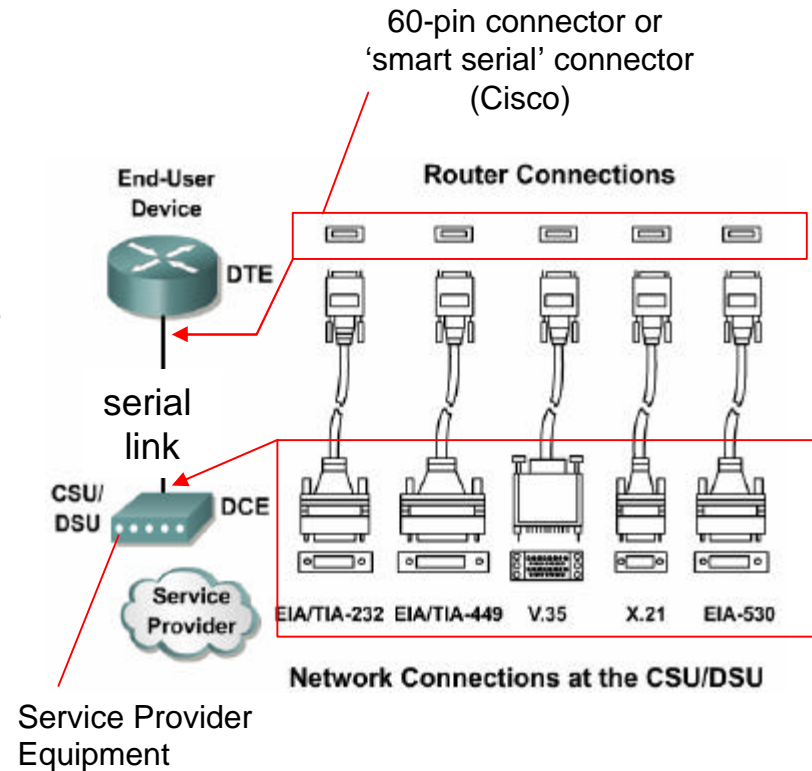 60-pin connector or
‘smart serial’ connector
(Cisco)
End-User
Device
Router Connections
DTE
serial
link
CSU/
DSU
DCE
Service
Provider
EIA/TIA-232 EIA/TIA-449 V.35 X.21 EIA-530
Network Connections at the CSU/DSU
Service Provider
Equipment